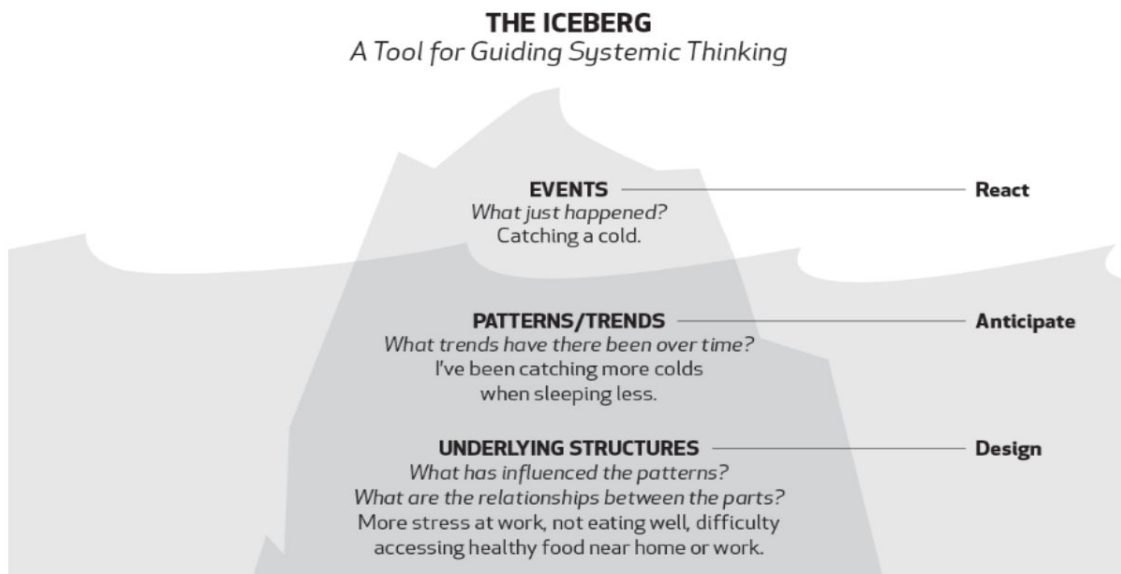 THE ICEBERG
A Tool for Guiding Systemic Thinking
EVENTS
React
What just happened?
Catching a cold.
PATTERNS/TRENDS
Anticipate
What trends have there been over time?
I've been catching more colds
when sleeping less.
UNDERLYING STRUCTURES
Design
What has influenced the patterns?
What are the relationships between the parts?
More stress at work, not eating well, difficulty
accessing healthy food near home or work.